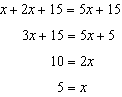 x + 2x + 15 = 5x + 15
3x + 15 = 5x + 5
10 = 2x
5 = x